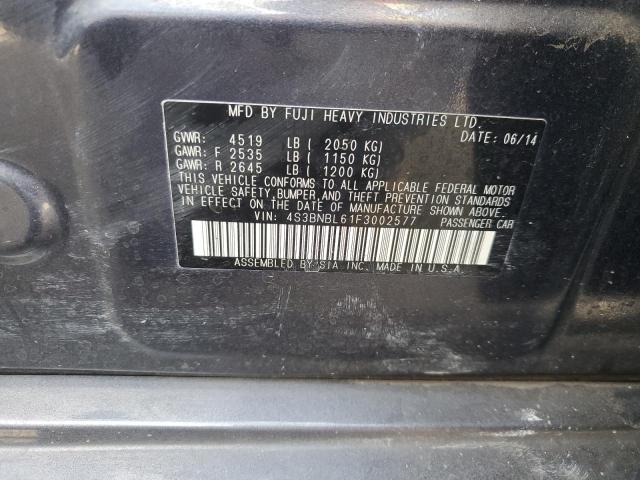 MFD BY FUJI HEAVY INDUSTRIES LTD.
GVWR: 4519 LB ( 2050 KG) DATE: 06/14
GAWR: F 2535 LB ( 1150 KG)
GAWR: R 2645 LB ( 1200 KG)
THIS VEHICLE CONFORMS TO ALL APPLICABLE FEDERAL MOTOR
VEHICLE SAFETY, BUMPER, AND THEFT PREVENTION STANDARDS
IN EFFECT ON THE DATE OF MANUFACTURE SHOWN ABOVE.
VIN: 4S3BNBL61F3002577 PASSENGER CAR
ASSEMBLED BY SIA INC. MADE IN U.S.A